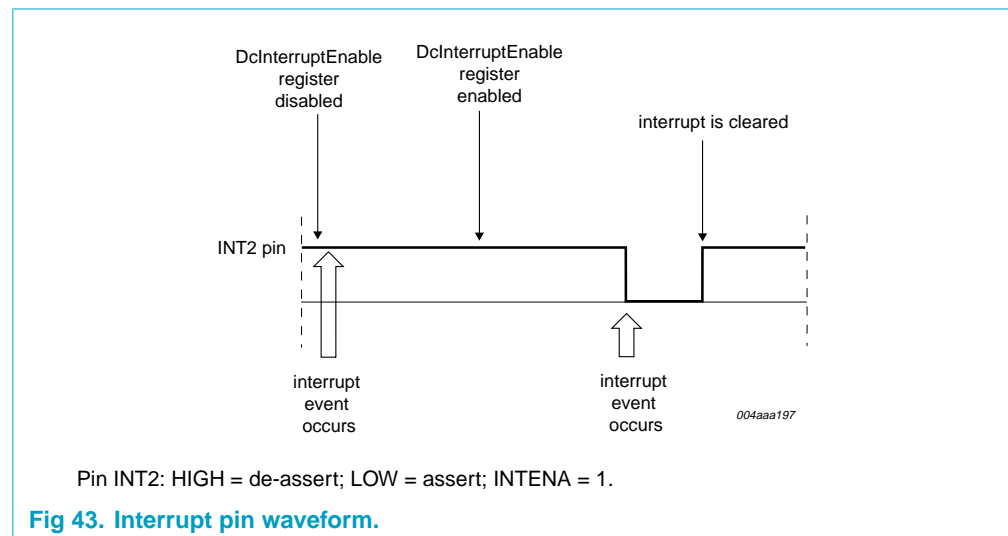 DcInterruptEnable
register
disabled
DcInterruptEnable
register
enabled
interrupt is cleared
INT2 pin
interrupt
event
occurs
interrupt
event
occurs
004aaa197
Pin INT2: HIGH = de-assert; LOW = assert; INTENA = 1.
Fig 43. Interrupt pin waveform.